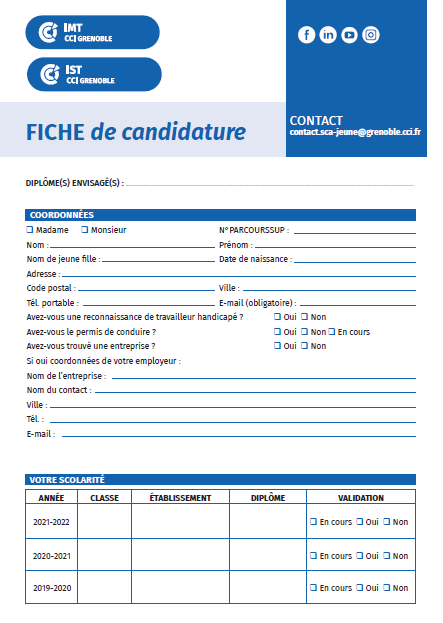 IMT
CCI GRENOBLE
IST
CCI GRENOBLE
CONTACT
contact.sca-jeune@grenoble.cci.fr
FICHE de candidature
DIPLÔME(S) ENVISAGÉ(S) :
COORDONNÉES
Madame Monsieur N° PARCOURSSUP :
Nom : Prénom :
Nom de jeune fille : Date de naissance :
Adresse :
Code postal : Ville :
Tél. portable : E-mail (obligatoire) :
Avez-vous une reconnaissance de travailleur handicapé ? Oui Non
Avez-vous le permis de conduire ? Oui Non En cours
Avez-vous trouvé une entreprise ? Oui Non
Si oui coordonnées de votre employeur :
Nom de l'entreprise :
Nom du contact :
Ville :
Tél. :
E-mail :
VOTRE SCOLARITÉ
ANNÉE CLASSE ÉTABLISSEMENT DIPLÔME VALIDATION
2021-2022 En cours Oui Non
2020-2021 En cours Oui Non
2019-2020 En cours Oui Non